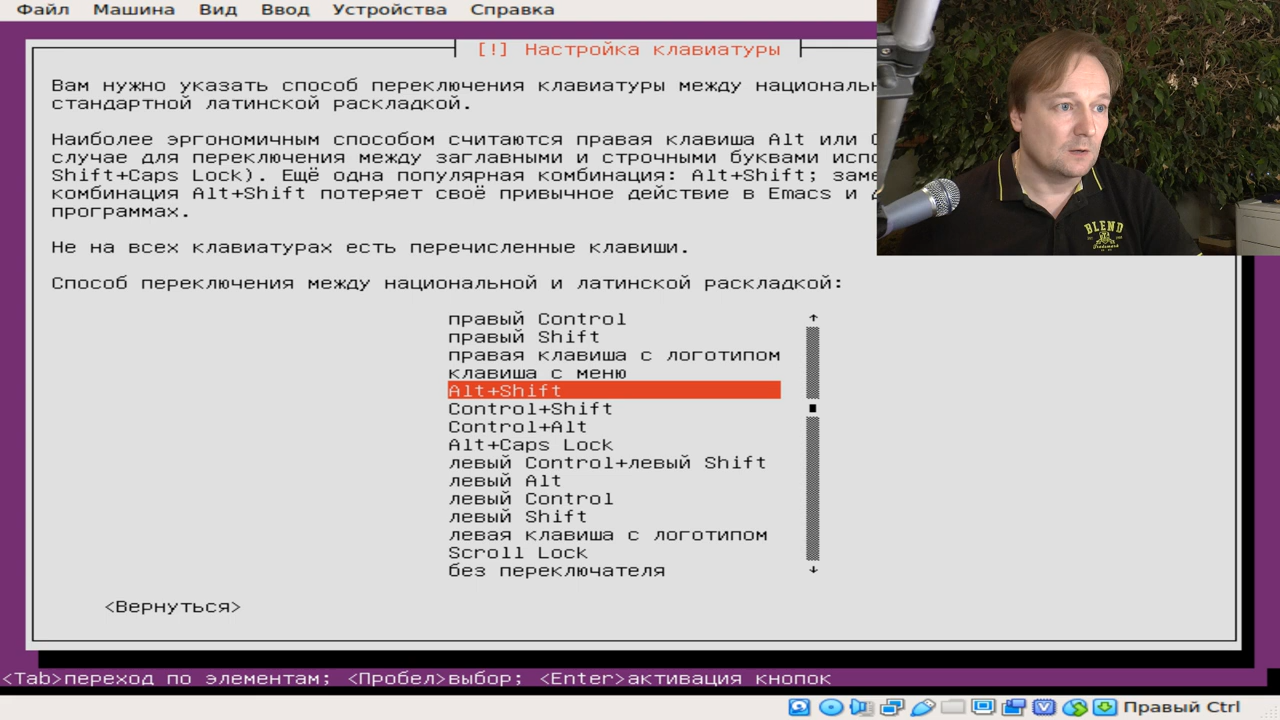 Файл Машина Вид Ввод Устройства Справка
[!] Настройка клавиатуры
Вам нужно указать способ переключения клавиатуры между
стандартной латинской раскладкой.
Наиболее эргономичным способом считаются правая клавиша Alt или
случае для переключения между заглавными и строчными буквами
Shift+Caps Lock). Ещё одна популярная комбинация: Alt+Shift;
комбинация Alt+Shift потеряет своё привычное действие в Emacs и
программах.
Не на всех клавиатурах есть перечисленные клавиши.
Способ переключения между национальной и латинской раскладкой:
правый Control
правый Shift
правая клавиша с логотипом
клавиша с меню
Alt+Shift
Control+Shift
Control+Alt
Alt+Caps Lock
левый Control+левый Shift
левый Alt
левый Control
левый Shift
левая клавиша с логотипом
Scroll Lock
без переключателя
<Вернуться>
<Tab>переход по элементам; <Пробел>выбор; <Enter>активация кнопок
Правый Ctrl
BLEND